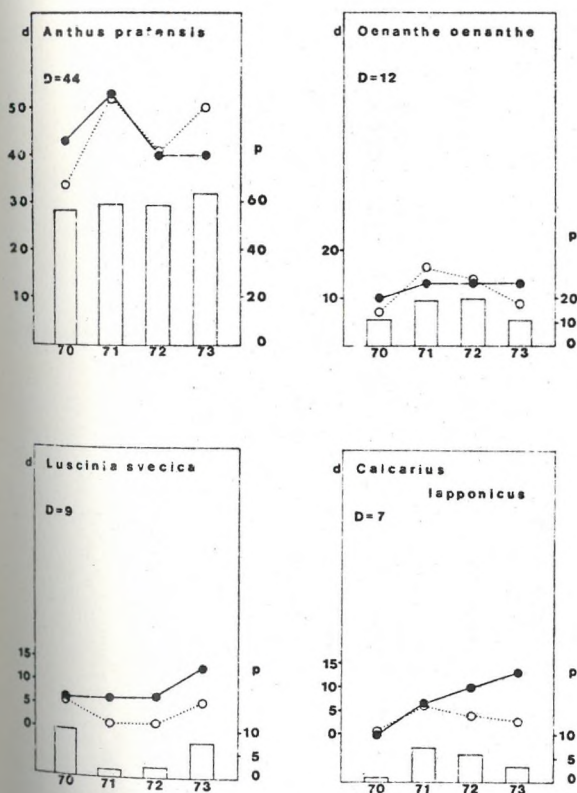 d Anthus pratensis
D=44
50
40 p
30 60
20 40
10 20
0
70 71 72 73
d Oenanthe oenanthe
D=12
p
20
10 20
10
0
70 71 72 73
d Luscinia svecica
D=9
15 p
10
5
0 10
5
0
70 71 72 73
d Calcarius
lapponicus
D=7
15 p
10
5
0 10
5
0
70 71 72 73